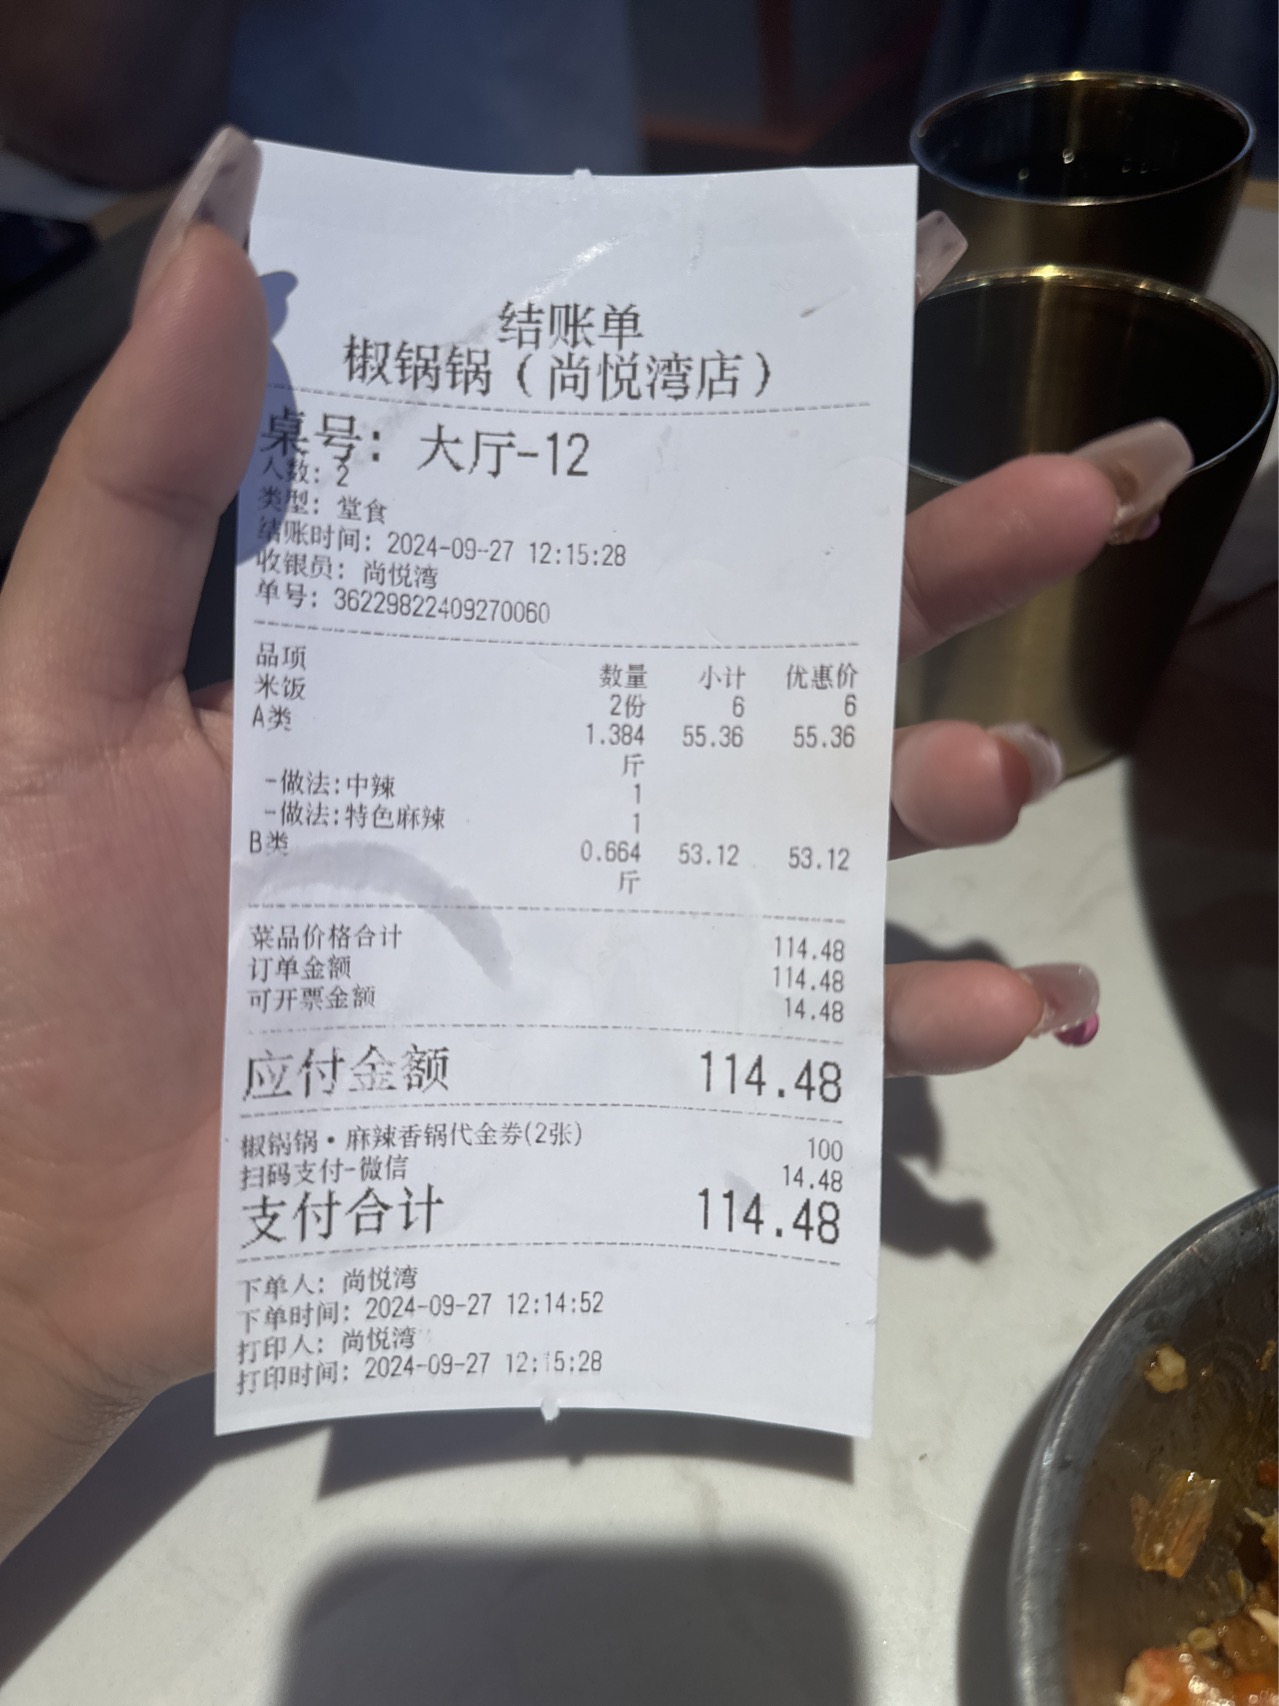 结账单
椒锅锅（尚悦湾店）
桌号：大厅-12
人数：2
类型：堂食
结账时间：2024-09-27 12:15:28
收银员：尚悦湾
单号：36229822409270060
品项 数量 小计 优惠价
米饭 2份 6 6
A类 1.384 55.36 55.36
斤
-做法:中辣 1
-做法:特色麻辣 1
B类 0.664 53.12 53.12
斤
菜品价格合计 114.48
订单金额 114.48
可开票金额 14.48
应付金额 114.48
椒锅锅·麻辣香锅代金券(2张) 100
扫码支付-微信 14.48
支付合计 114.48
下单人：尚悦湾
下单时间：2024-09-27 12:14:52
打印人：尚悦湾
打印时间：2024-09-27 12:15:28